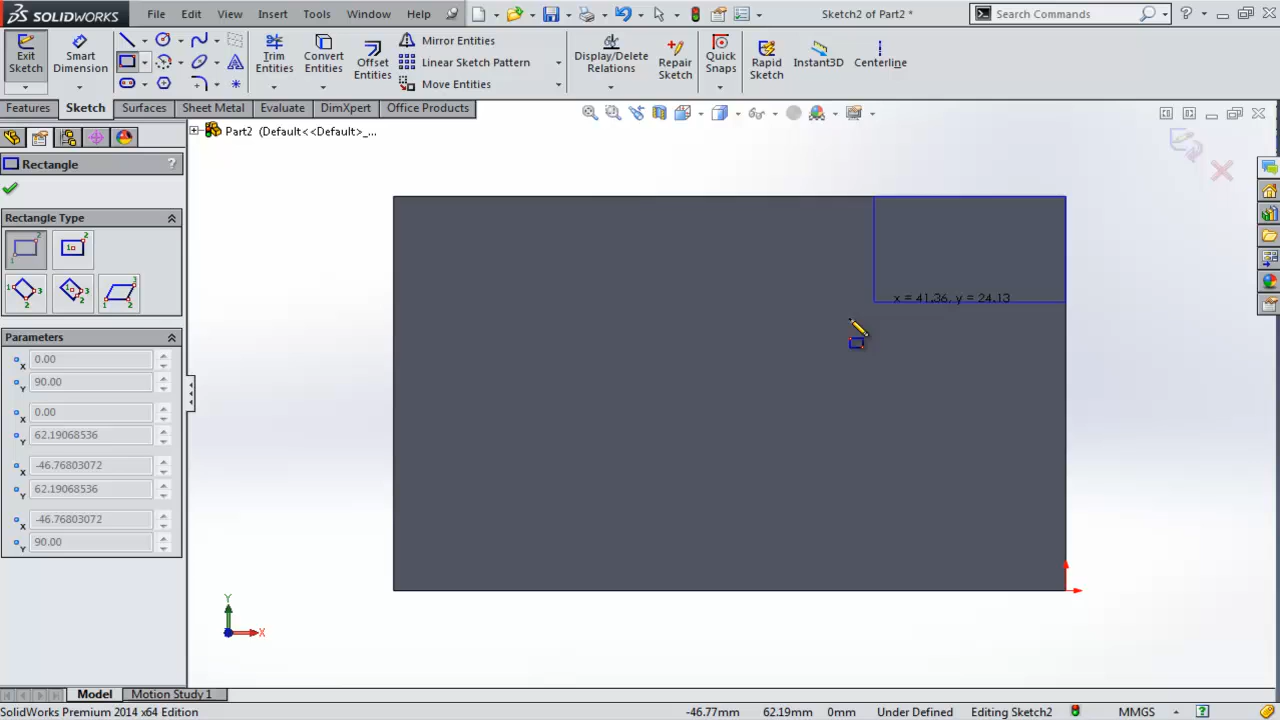 SOLIDWORKS File Edit View Insert Tools Window Help Sketch2 of Part2 * Search Commands
Exit Sketch
Smart Dimension
Trim Entities
Convert Entities
Offset Entities
Mirror Entities
Linear Sketch Pattern
Move Entities
Display/Delete Relations
Repair Sketch
Quick Snaps
Rapid Sketch
Instant3D
Centerline
Features Sketch Surfaces Sheet Metal Evaluate DimXpert Office Products
Part2 (Default<<Default>_...
Rectangle ?
Rectangle Type
Parameters
x 0.00
Y 90.00
x 0.00
Y 62.19068536
x -46.76803072
Y 62.19068536
x -46.76803072
Y 90.00
x = 41.36, y = 24.13
Y
X
Model Motion Study 1
SolidWorks Premium 2014 x64 Edition -46.77mm 62.19mm 0mm Under Defined Editing Sketch2 MMGS